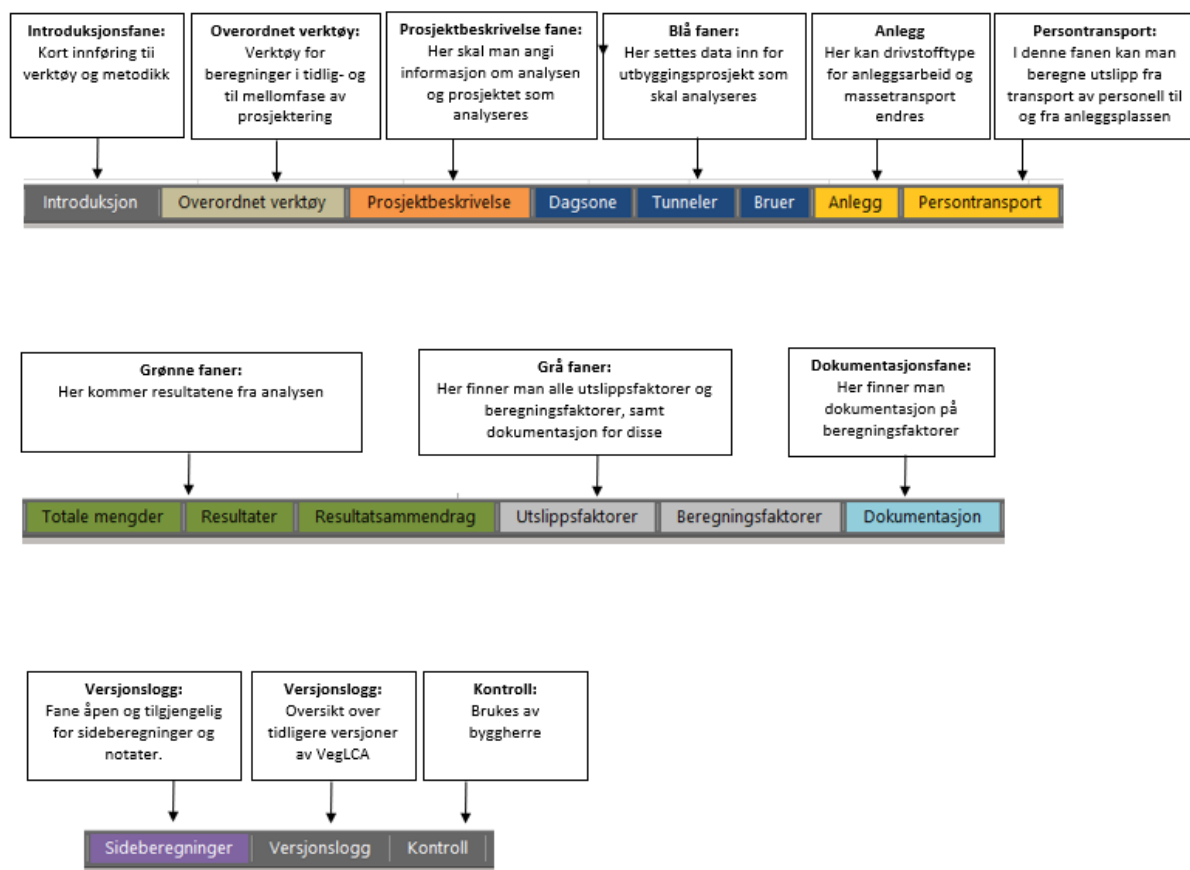 Introduksjonsfane:
Kort innføring tii
verktøy og metodikk
Overordnet verktøy:
Verktøy for
beregninger i tidlig- og
til mellomfase av
prosjektering
Prosjektbeskrivelse fane:
Her skal man angi
informasjon om analysen
og prosjektet som
analyseres
Blå faner:
Her settes data inn for
utbyggingsprosjekt som
skal analyseres
Anlegg
Her kan drivstofftype
for anleggsarbeid og
massetransport
endres
Persontransport:
I denne fanen kan man
beregne utslipp fra
transport av personell til
og fra anleggsplassen
Introduksjon
Overordnet verktøy
Prosjektbeskrivelse
Dagsone
Tunneler
Bruer
Anlegg
Persontransport
Grønne faner:
Her kommer resultatene fra analysen
Grå faner:
Her finner man alle utslippsfaktorer og
beregningsfaktorer, samt
dokumentasjon for disse
Dokumentasjonsfane:
Her finner man
dokumentasjon på
beregningsfaktorer
Totale mengder
Resultater
Resultatsammendrag
Utslippsfaktorer
Beregningsfaktorer
Dokumentasjon
Versjonslogg:
Fane åpen og tilgjengelig
for sideberegninger og
notater.
Versjonslogg:
Oversikt over
tidligere versjoner
av VegLCA
Kontroll:
Brukes av
byggherre
Sideberegninger
Versjonslogg
Kontroll